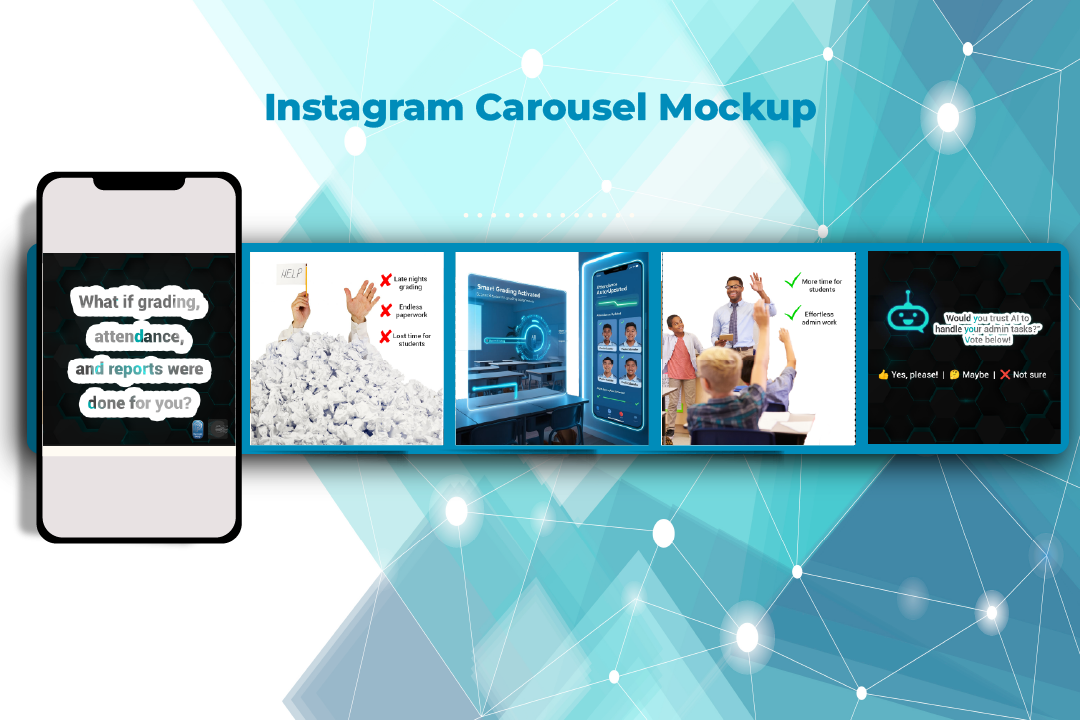 Instagram Carousel Mockup
What if grading,
attendance,
and reports were
done for you?
HELP
Late nights
grading
Endless
paperwork
Lost time for
students
Smart Grading Activated
More time for
students
Effortless
admin work
Would you trust AI to
handle your admin tasks?"
Vote below!
👍 Yes, please! | 🤔 Maybe | ❌ Not sure